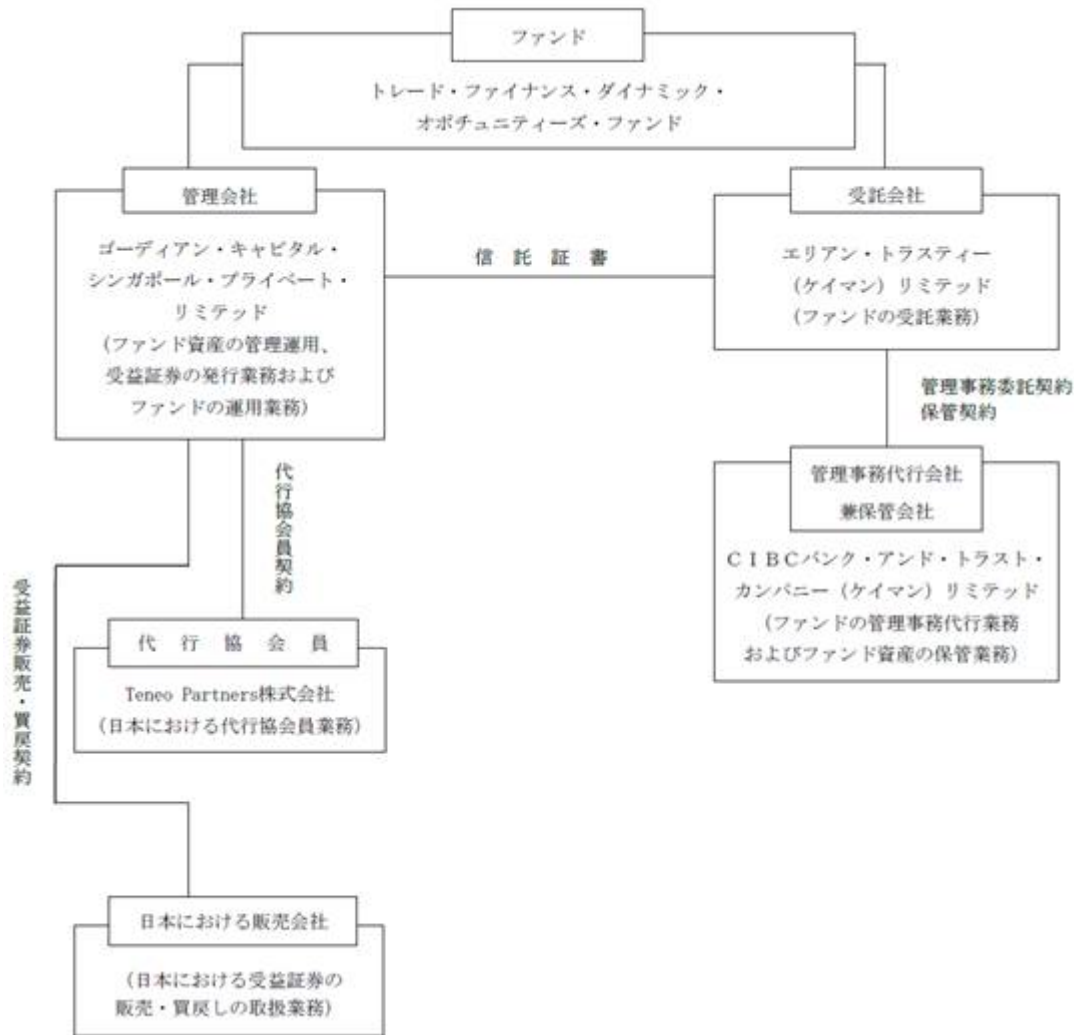 ファンド
トレード・ファイナンス・ダイナミック・
オポチュニティーズ・ファンド
管理会社
ゴーディアン・キャピタル・
シンガポール・プライベート・
リミテッド
(ファンド資産の管理運用、
受益証券の発行業務および
ファンドの運用業務)
信託証書
受託会社
エリアン・トラスティー
(ケイマン) リミテッド
(ファンドの受託業務)
管理事務委託契約
保管契約
管理事務代行会社
兼保管会社
CIBCバンク・アンド・トラスト・
カンパニー (ケイマン) リミテッド
(ファンドの管理事務代行業務
およびファンド資産の保管業務)
代行協会員契約
代行協会員
Teneo Partners株式会社
(日本における代行協会員業務)
受益証券販売・買戻契約
日本における販売会社
(日本における受益証券の
販売・買戻しの取扱業務)